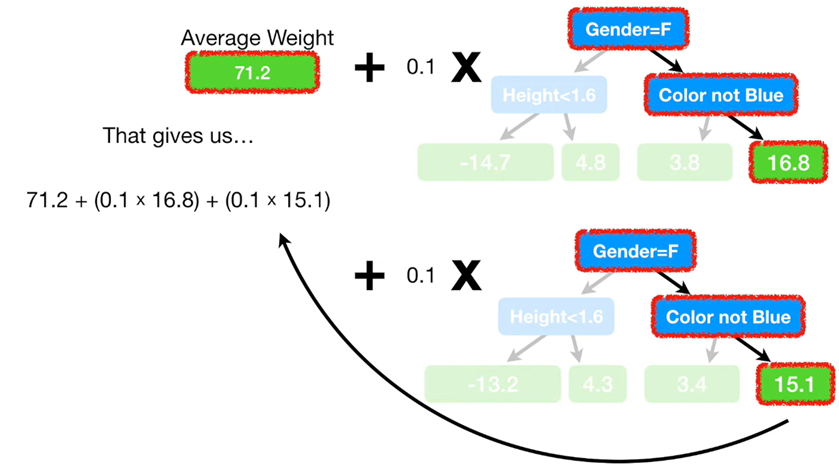 Gender=F
Average Weight
71.2
+ 0.1 X
Height<1.6
Color not Blue
That gives us...
-14.7
4.8
3.8
16.8
71.2 + (0.1 × 16.8) + (0.1 × 15.1)
Gender=F
+ 0.1 X
Height<1.6
Color not Blue
-13.2
4.3
3.4
15.1